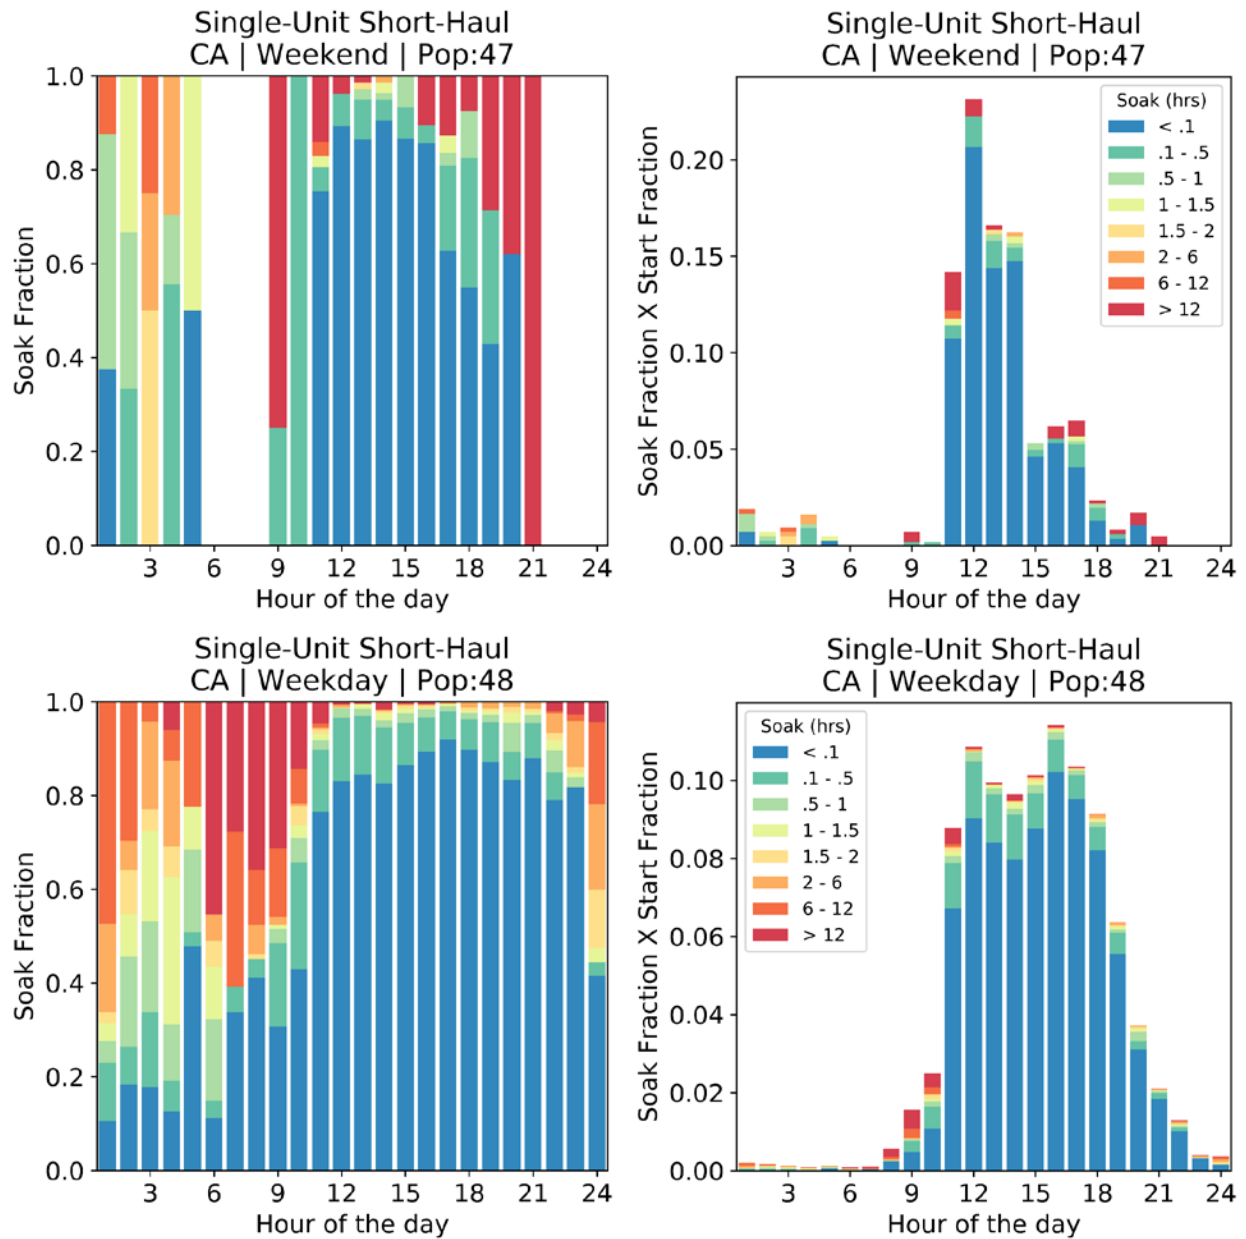 Single-Unit Short-Haul
CA | Weekend | Pop:47
Soak Fraction
1.0
0.8
0.6
0.4
0.2
0.0
3 6 9 12 15 18 21 24
Hour of the day
Single-Unit Short-Haul
CA | Weekend | Pop:47
Soak Fraction X Start Fraction
0.20
0.15
0.10
0.05
0.00
Soak (hrs)
< .1
.1 - .5
.5 - 1
1 - 1.5
1.5 - 2
2 - 6
6 - 12
> 12
3 6 9 12 15 18 21 24
Hour of the day
Single-Unit Short-Haul
CA | Weekday | Pop:48
Soak Fraction
1.0
0.8
0.6
0.4
0.2
0.0
3 6 9 12 15 18 21 24
Hour of the day
Single-Unit Short-Haul
CA | Weekday | Pop:48
Soak Fraction X Start Fraction
0.10
0.08
0.06
0.04
0.02
0.00
Soak (hrs)
< .1
.1 - .5
.5 - 1
1 - 1.5
1.5 - 2
2 - 6
6 - 12
> 12
3 6 9 12 15 18 21 24
Hour of the day